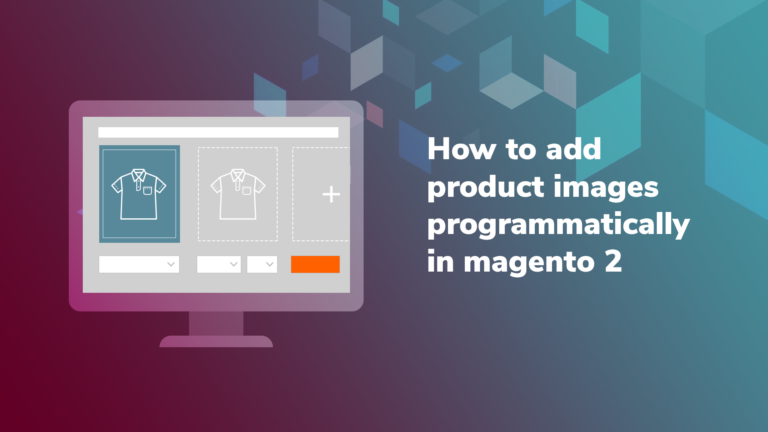 How to add
product images
programmatically
in magento 2